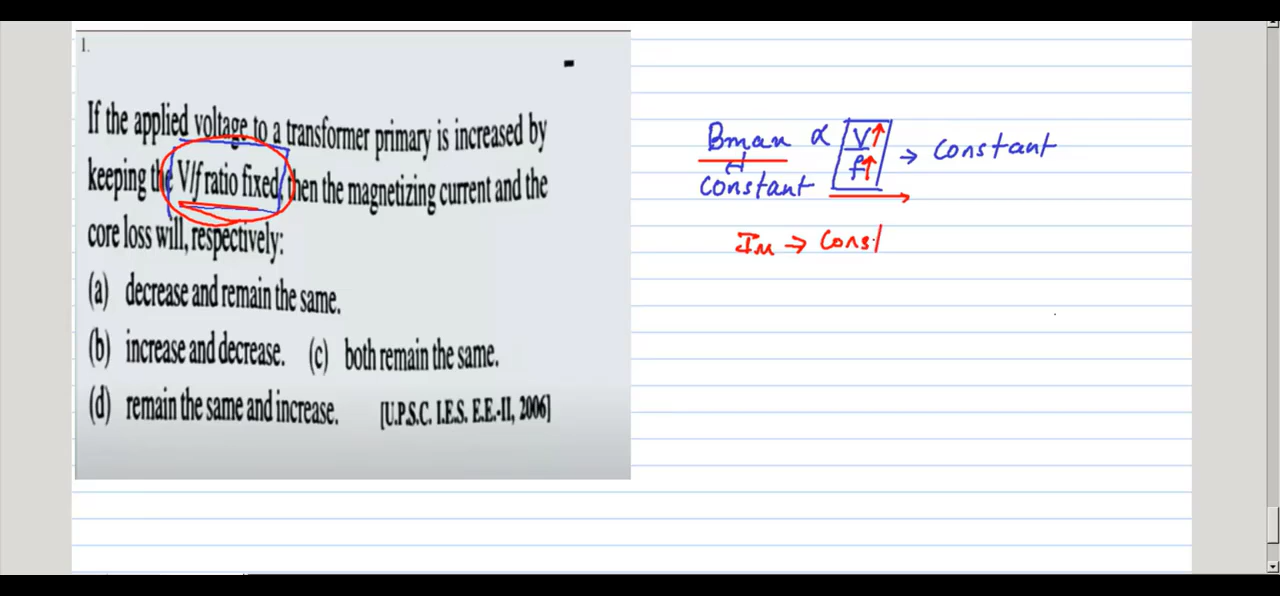 1.
If the applied voltage to a transformer primary is increased by
keeping the V/f ratio fixed, then the magnetizing current and the
core loss will, respectively:
(a) decrease and remain the same.
(b) increase and decrease. (c) both remain the same.
(d) remain the same and increase. [U.P.S.C. I.E.S. E.E.-II, 2006]
Bmax ∝ V/f → constant
constant
Iм → Const